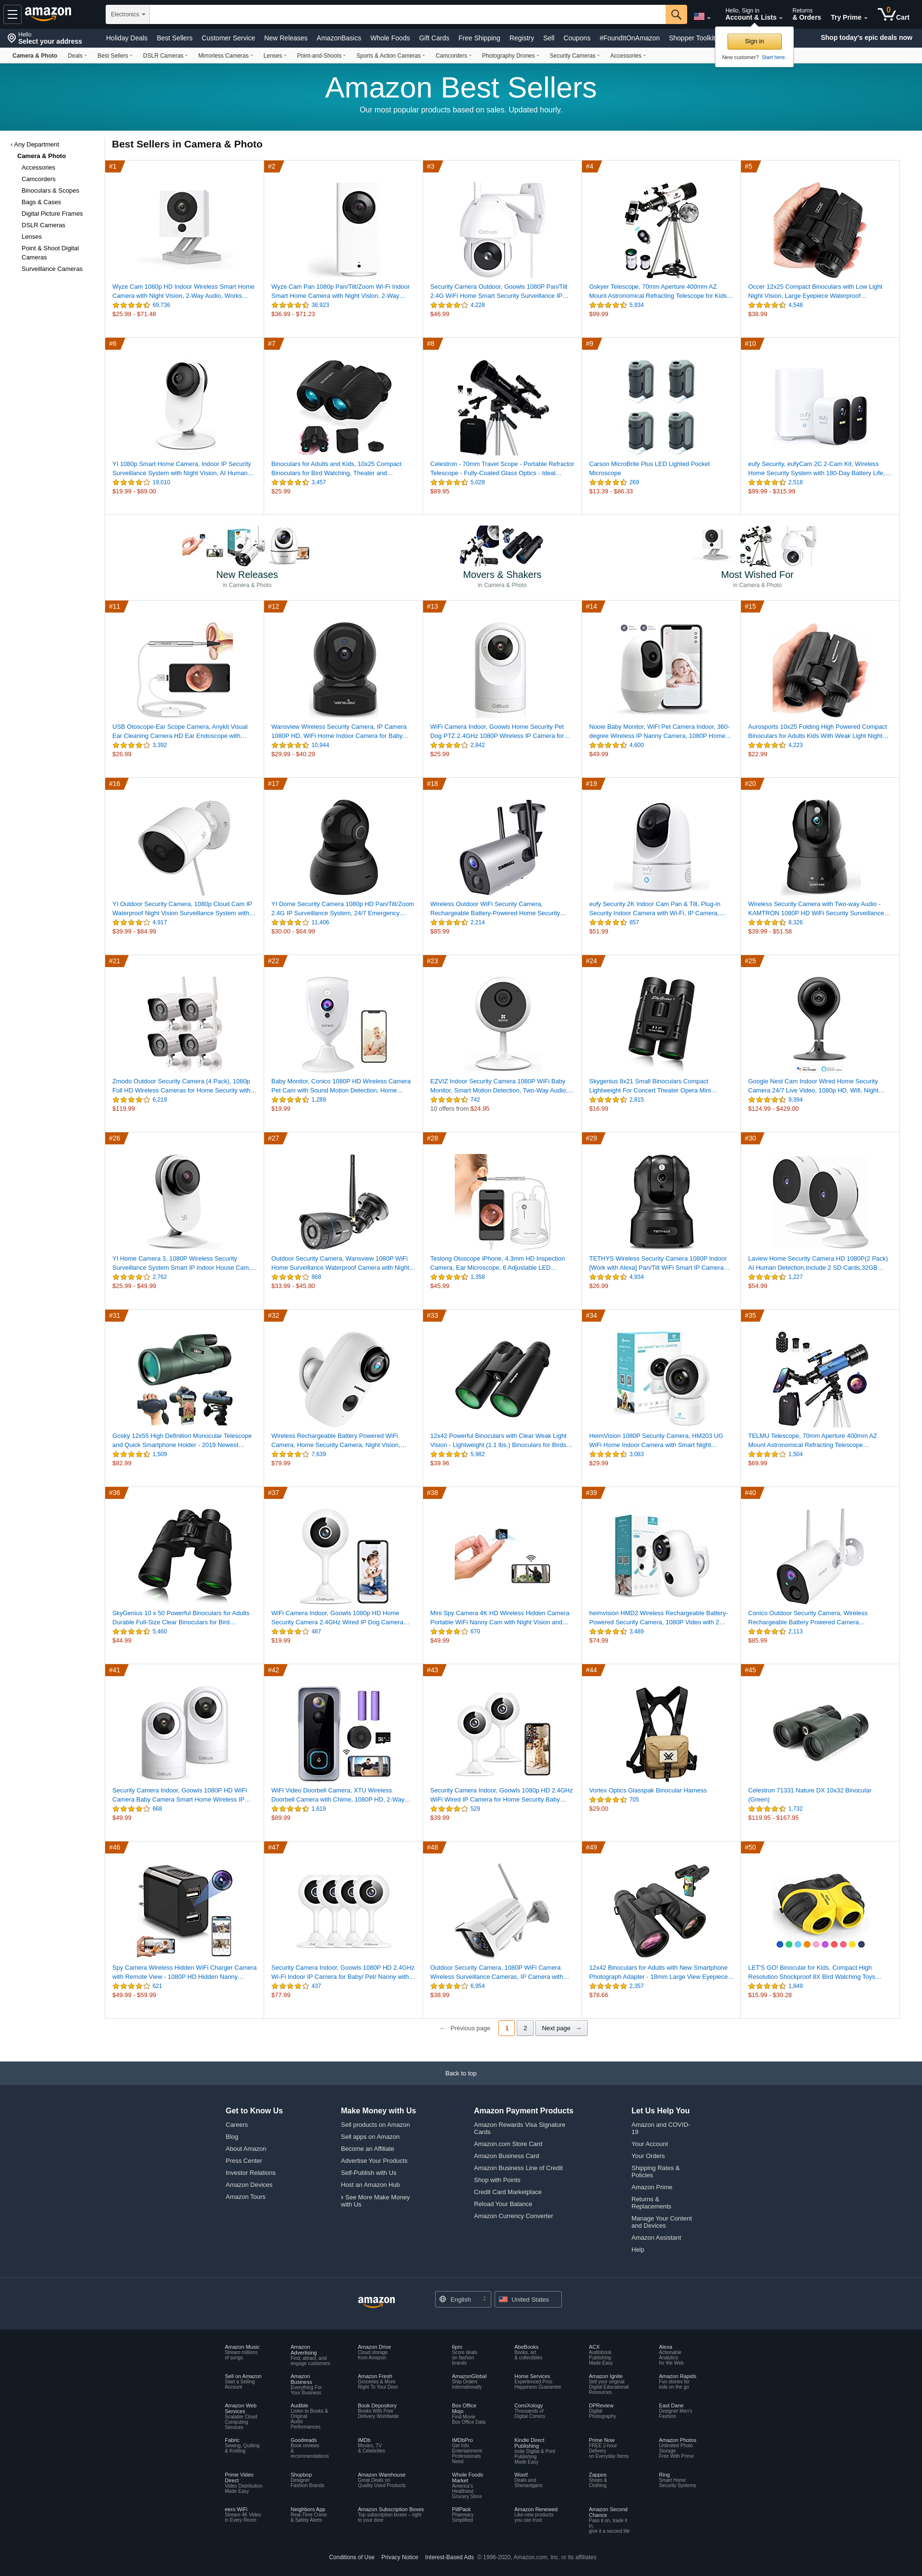 amazon
Electronics
Hello, Sign in
Account & Lists
Returns
& Orders
Try Prime
0
Cart
Hello
Select your address
Holiday Deals
Best Sellers
Customer Service
New Releases
AmazonBasics
Whole Foods
Gift Cards
Free Shipping
Registry
Sell
Coupons
#FoundItOnAmazon
Shopper Toolkit
Shop today's epic deals now
Sign in
New customer? Start here.
Camera & Photo
Deals
Best Sellers
DSLR Cameras
Mirrorless Cameras
Lenses
Point-and-Shoots
Sports & Action Cameras
Camcorders
Photography Drones
Security Cameras
Accessories
Amazon Best Sellers
Our most popular products based on sales. Updated hourly.
‹ Any Department
Camera & Photo
Accessories
Camcorders
Binoculars & Scopes
Bags & Cases
Digital Picture Frames
DSLR Cameras
Lenses
Point & Shoot Digital
Cameras
Surveillance Cameras
Best Sellers in Camera & Photo
#1
Wyze Cam 1080p HD Indoor Wireless Smart Home
Camera with Night Vision, 2-Way Audio, Works…
69,736
$25.98 - $71.48
#2
Wyze Cam Pan 1080p Pan/Tilt/Zoom Wi-Fi Indoor
Smart Home Camera with Night Vision, 2-Way…
38,923
$36.99 - $71.23
#3
Security Camera Outdoor, Goowls 1080P Pan/Tilt
2.4G WiFi Home Smart Security Surveillance IP…
4,228
$46.99
#4
Gskyer Telescope, 70mm Aperture 400mm AZ
Mount Astronomical Refracting Telescope for Kids…
5,934
$99.99
#5
Occer 12x25 Compact Binoculars with Low Light
Night Vision, Large Eyepiece Waterproof…
4,548
$38.99
#6
YI 1080p Smart Home Camera, Indoor IP Security
Surveillance System with Night Vision, AI Human…
19,010
$19.99 - $89.00
#7
Binoculars for Adults and Kids, 10x25 Compact
Binoculars for Bird Watching, Theater and…
3,457
$25.99
#8
Celestron - 70mm Travel Scope - Portable Refractor
Telescope - Fully-Coated Glass Optics - Ideal…
5,028
$89.95
#9
Carson MicroBrite Plus LED Lighted Pocket
Microscope
269
$13.39 - $86.33
#10
eufy Security, eufyCam 2C 2-Cam Kit, Wireless
Home Security System with 180-Day Battery Life,…
2,518
$99.99 - $315.99
New Releases
in Camera & Photo
Movers & Shakers
in Camera & Photo
Most Wished For
in Camera & Photo
#11
USB Otoscope-Ear Scope Camera, Anykit Visual
Ear Cleaning Camera HD Ear Endoscope with…
3,392
$26.99
#12
Wansview Wireless Security Camera, IP Camera
1080P HD, WiFi Home Indoor Camera for Baby…
10,944
$29.99 - $40.29
#13
WiFi Camera Indoor, Goowls Home Security Pet
Dog PTZ 2.4GHz 1080P Wireless IP Camera for…
2,842
$25.99
#14
Nooie Baby Monitor, WiFi Pet Camera Indoor, 360-
degree Wireless IP Nanny Camera, 1080P Home…
4,600
$49.99
#15
Aurosports 10x25 Folding High Powered Compact
Binoculars for Adults Kids With Weak Light Night…
4,223
$22.99
#16
YI Outdoor Security Camera, 1080p Cloud Cam IP
Waterproof Night Vision Surveillance System with…
4,917
$39.99 - $84.99
#17
YI Dome Security Camera 1080p HD Pan/Tilt/Zoom
2.4G IP Surveillance System, 24/7 Emergency…
11,406
$30.00 - $64.99
#18
Wireless Outdoor WiFi Security Camera,
Rechargeable Battery-Powered Home Security…
2,214
$85.99
#19
eufy Security 2K Indoor Cam Pan & Tilt, Plug-in
Security Indoor Camera with Wi-Fi, IP Camera,…
857
$51.99
#20
Wireless Security Camera with Two-way Audio -
KAMTRON 1080P HD WiFi Security Surveillance…
8,326
$39.99 - $51.58
#21
Zmodo Outdoor Security Camera (4 Pack), 1080p
Full HD Wireless Cameras for Home Security with…
6,219
$119.99
#22
Baby Monitor, Conico 1080P HD Wireless Camera
Pet Cam with Sound Motion Detection, Home…
1,289
$19.99
#23
EZVIZ Indoor Security Camera 1080P WiFi Baby
Monitor, Smart Motion Detection, Two-Way Audio,…
742
10 offers from $24.95
#24
Skygenius 8x21 Small Binoculars Compact
Lightweight For Concert Theater Opera Mini…
2,815
$16.99
#25
Google Nest Cam Indoor Wired Home Security
Camera 24/7 Live Video, 1080p HD, Wifi, Night…
9,394
$124.99 - $429.00
#26
YI Home Camera 3, 1080P Wireless Security
Surveillance System Smart IP Indoor House Cam…
2,762
$25.99 - $49.99
#27
Outdoor Security Camera, Wansview 1080P WiFi
Home Surveillance Waterproof Camera with Night…
868
$33.99 - $45.80
#28
Teslong Otoscope iPhone, 4.3mm HD Inspection
Camera, Ear Microscope, 6 Adjustable LED…
1,358
$45.99
#29
TETHYS Wireless Security Camera 1080P Indoor
[Work with Alexa] Pan/Tilt WiFi Smart IP Camera…
4,934
$26.99
#30
Laview Home Security Camera HD 1080P(2 Pack)
AI Human Detection,Include 2 SD Cards,32GB…
1,227
$54.99
#31
Gosky 12x55 High Definition Monocular Telescope
and Quick Smartphone Holder - 2019 Newest…
1,509
$82.99
#32
Wireless Rechargeable Battery Powered WiFi
Camera, Home Security Camera, Night Vision,…
7,639
$79.99
#33
12x42 Powerful Binoculars with Clear Weak Light
Vision - Lightweight (1.1 lbs.) Binoculars for Birds…
5,982
$39.96
#34
HeimVision 1080P Security Camera, HM203 UG
WiFi Home Indoor Camera with Smart Night…
3,083
$29.99
#35
TELMU Telescope, 70mm Aperture 400mm AZ
Mount Astronomical Refracting Telescope…
1,504
$69.99
#36
SkyGenius 10 x 50 Powerful Binoculars for Adults
Durable Full-Size Clear Binoculars for Bird…
5,460
$44.99
#37
WiFi Camera Indoor, Goowls 1080p HD Home
Security Camera 2.4GHz Wired IP Dog Camera…
487
$19.99
#38
Mini Spy Camera 4K HD Wireless Hidden Camera
Portable WiFi Nanny Cam with Night Vision and…
670
$49.99
#39
heimvision HMD2 Wireless Rechargeable Battery-
Powered Security Camera, 1080P Video with 2…
3,489
$74.99
#40
Conico Outdoor Security Camera, Wireless
Rechargeable Battery Powered Camera…
2,113
$85.99
#41
Security Camera Indoor, Goowls 1080P HD WiFi
Camera Baby Camera Smart Home Wireless IP…
668
$49.99
#42
WiFi Video Doorbell Camera, XTU Wireless
Doorbell Camera with Chime, 1080P HD, 2-Way…
1,619
$89.99
#43
Security Camera Indoor, Goowls 1080p HD 2.4GHz
WiFi Wired IP Camera for Home Security Baby…
529
$39.99
#44
Vortex Optics Glasspak Binocular Harness
705
$29.00
#45
Celestron 71331 Nature DX 10x32 Binocular
(Green)
1,732
$119.95 - $167.95
#46
Spy Camera Wireless Hidden WiFi Charger Camera
with Remote View - 1080P HD Hidden Nanny…
621
$49.99 - $59.99
#47
Security Camera Indoor, Goowls 1080P HD 2.4GHz
Wi-Fi Indoor IP Camera for Baby/ Pet/ Nanny with…
437
$77.99
#48
Outdoor Security Camera, 1080P WiFi Camera
Wireless Surveillance Cameras, IP Camera with…
6,954
$38.99
#49
12x42 Binoculars for Adults with New Smartphone
Photograph Adapter - 18mm Large View Eyepiece…
2,357
$78.66
#50
LET'S GO! Binocular for Kids, Compact High
Resolution Shockproof 8X Bird Watching Toys…
1,849
$15.99 - $30.28
← Previous page
1
2
Next page →
Back to top
Get to Know Us
Careers
Blog
About Amazon
Press Center
Investor Relations
Amazon Devices
Amazon Tours
Make Money with Us
Sell products on Amazon
Sell apps on Amazon
Become an Affiliate
Advertise Your Products
Self-Publish with Us
Host an Amazon Hub
› See More Make Money
with Us
Amazon Payment Products
Amazon Rewards Visa Signature
Cards
Amazon.com Store Card
Amazon Business Card
Amazon Business Line of Credit
Shop with Points
Credit Card Marketplace
Reload Your Balance
Amazon Currency Converter
Let Us Help You
Amazon and COVID-
19
Your Account
Your Orders
Shipping Rates &
Policies
Amazon Prime
Returns &
Replacements
Manage Your Content
and Devices
Amazon Assistant
Help
amazon
English
United States
Amazon Music
Stream millions
of songs
Amazon
Advertising
Find, attract, and
engage customers
Amazon Drive
Cloud storage
from Amazon
6pm
Score deals
on fashion
brands
AbeBooks
Books, art
& collectibles
ACX
Audiobook
Publishing
Made Easy
Alexa
Actionable
Analytics
for the Web
Sell on Amazon
Start a Selling
Account
Amazon
Business
Everything For
Your Business
Amazon Fresh
Groceries & More
Right To Your Door
AmazonGlobal
Ship Orders
Internationally
Home Services
Experienced Pros
Happiness Guarantee
Amazon Ignite
Sell your original
Digital Educational
Resources
Amazon Rapids
Fun stories for
kids on the go
Amazon Web
Services
Scalable Cloud
Computing
Services
Audible
Listen to Books &
Original
Audio
Performances
Book Depository
Books With Free
Delivery Worldwide
Box Office
Mojo
Find Movie
Box Office Data
ComiXology
Thousands of
Digital Comics
DPReview
Digital
Photography
East Dane
Designer Men's
Fashion
Fabric
Sewing, Quilting
& Knitting
Goodreads
Book reviews
&
recommendations
IMDb
Movies, TV
& Celebrities
IMDbPro
Get Info
Entertainment
Professionals
Need
Kindle Direct
Publishing
Indie Digital & Print
Publishing
Made Easy
Prime Now
FREE 2-hour
Delivery
on Everyday Items
Amazon Photos
Unlimited Photo
Storage
Free With Prime
Prime Video
Direct
Video Distribution
Made Easy
Shopbop
Designer
Fashion Brands
Amazon Warehouse
Great Deals on
Quality Used Products
Whole Foods
Market
America's
Healthiest
Grocery Store
Woot!
Deals and
Shenanigans
Zappos
Shoes &
Clothing
Ring
Smart Home
Security Systems
eero WiFi
Stream 4K Video
in Every Room
Neighbors App
Real-Time Crime
& Safety Alerts
Amazon Subscription Boxes
Top subscription boxes – right
to your door
PillPack
Pharmacy
Simplified
Amazon Renewed
Like-new products
you can trust
Amazon Second
Chance
Pass it on, trade it
in,
give it a second life
Conditions of Use
Privacy Notice
Interest-Based Ads
© 1996-2020, Amazon.com, Inc. or its affiliates